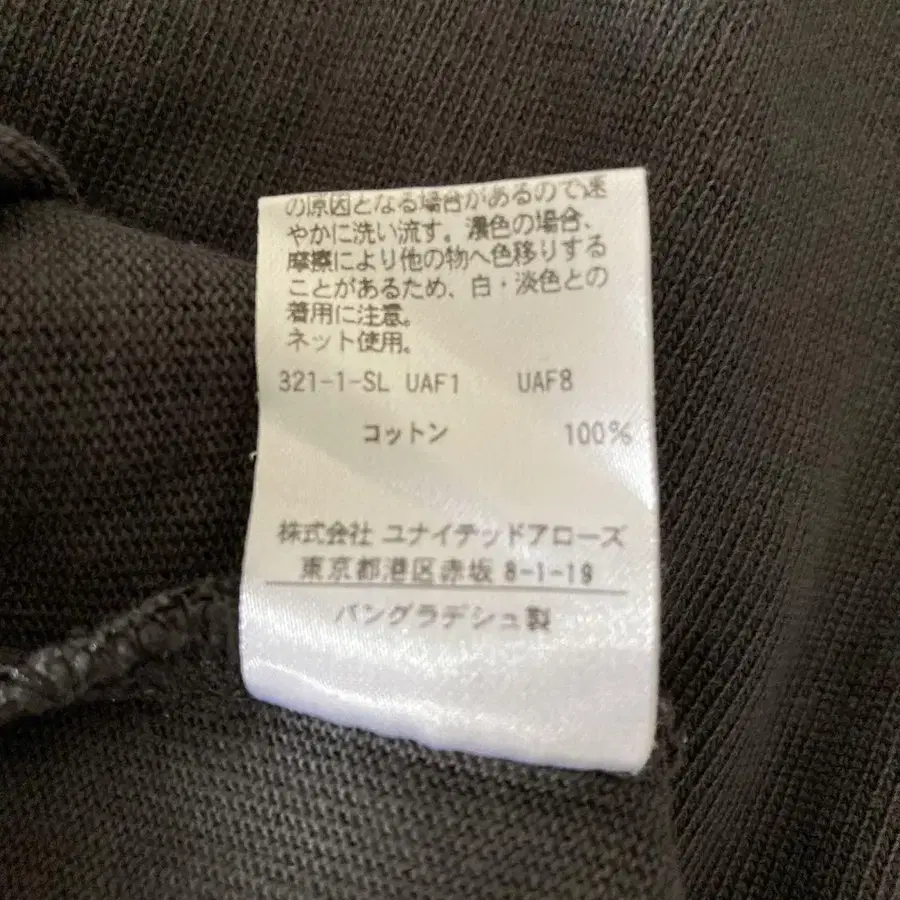 の原因となる場合があるので速
やかに洗い流す。濃色の場合、
摩擦により他の物へ色移りする
ことがあるため、白・淡色との
着用に注意。
ネット使用。
321-1-SL UAF1 UAF8
コットン 100%
株式会社 ユナイテッドアローズ
東京都港区赤坂 8-1-19
バングラデシュ製